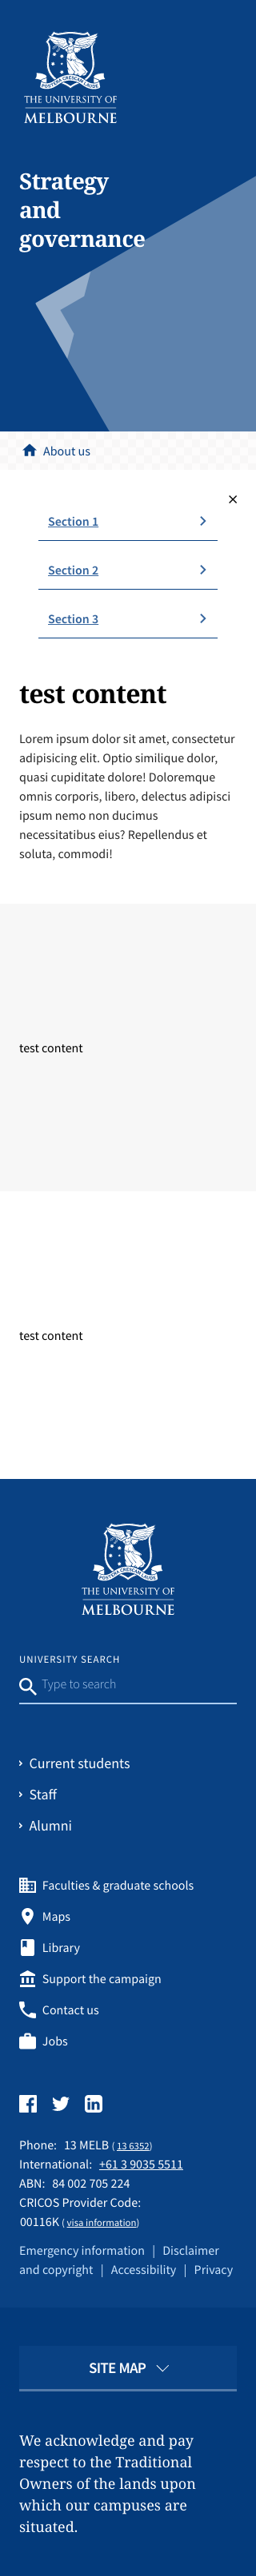 THE UNIVERSITY OF
MELBOURNE
Strategy
and
governance
About us
Section 1
Section 2
Section 3
test content
Lorem ipsum dolor sit amet, consectetur
adipisicing elit. Optio similique dolor,
quasi cupiditate dolore! Doloremque
omnis corporis, libero, delectus adipisci
ipsum nemo non ducimus
necessitatibus eius? Repellendus et
soluta, commodi!
test content
test content
THE UNIVERSITY OF
MELBOURNE
UNIVERSITY SEARCH
Type to search
Current students
Staff
Alumni
Faculties & graduate schools
Maps
Library
Support the campaign
Contact us
Jobs
Phone: 13 MELB ( 13 6352)
International: +61 3 9035 5511
ABN: 84 002 705 224
CRICOS Provider Code:
00116K ( visa information)
Emergency information | Disclaimer
and copyright | Accessibility | Privacy
SITE MAP
We acknowledge and pay
respect to the Traditional
Owners of the lands upon
which our campuses are
situated.